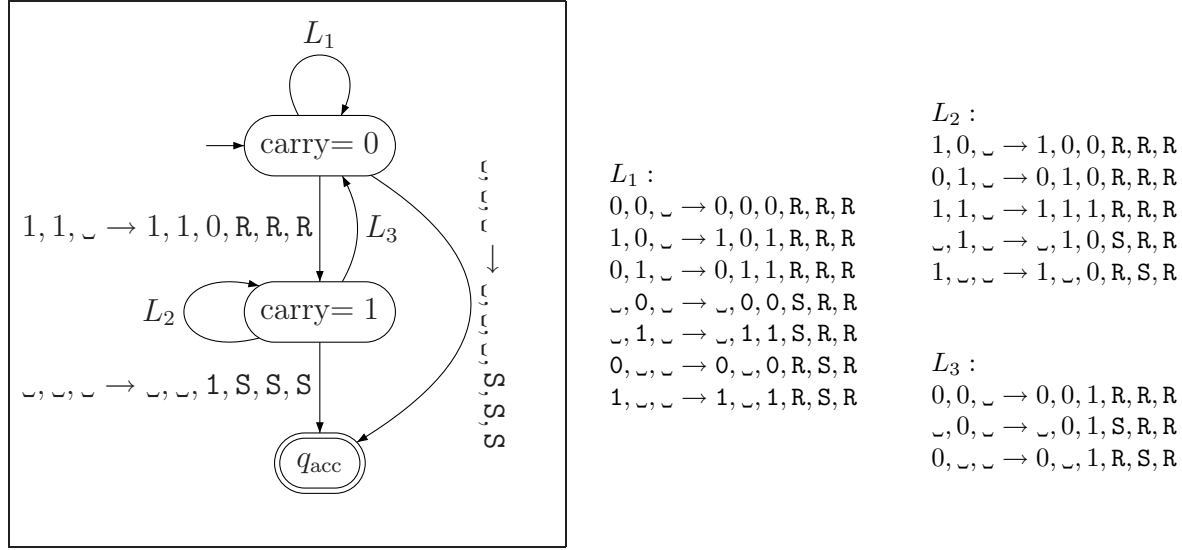 L₁
carry= 0
1, 1, ␣ → 1, 1, 0, R, R, R
L₃
␣, ␣, ␣ → ␣, ␣, ␣, S, S, S
L₂
carry= 1
␣, ␣, ␣ → ␣, ␣, 1, S, S, S
qacc
L₁ :
0, 0, ␣ → 0, 0, 0, R, R, R
1, 0, ␣ → 1, 0, 1, R, R, R
0, 1, ␣ → 0, 1, 1, R, R, R
␣, 0, ␣ → ␣, 0, 0, S, R, R
␣, 1, ␣ → ␣, 1, 1, S, R, R
0, ␣, ␣ → 0, ␣, 0, R, S, R
1, ␣, ␣ → 1, ␣, 1, R, S, R
L₂ :
1, 0, ␣ → 1, 0, 0, R, R, R
0, 1, ␣ → 0, 1, 0, R, R, R
1, 1, ␣ → 1, 1, 1, R, R, R
␣, 1, ␣ → ␣, 1, 0, S, R, R
1, ␣, ␣ → 1, ␣, 0, R, S, R
L₃ :
0, 0, ␣ → 0, 0, 1, R, R, R
␣, 0, ␣ → ␣, 0, 1, S, R, R
0, ␣, ␣ → 0, ␣, 1, R, S, R